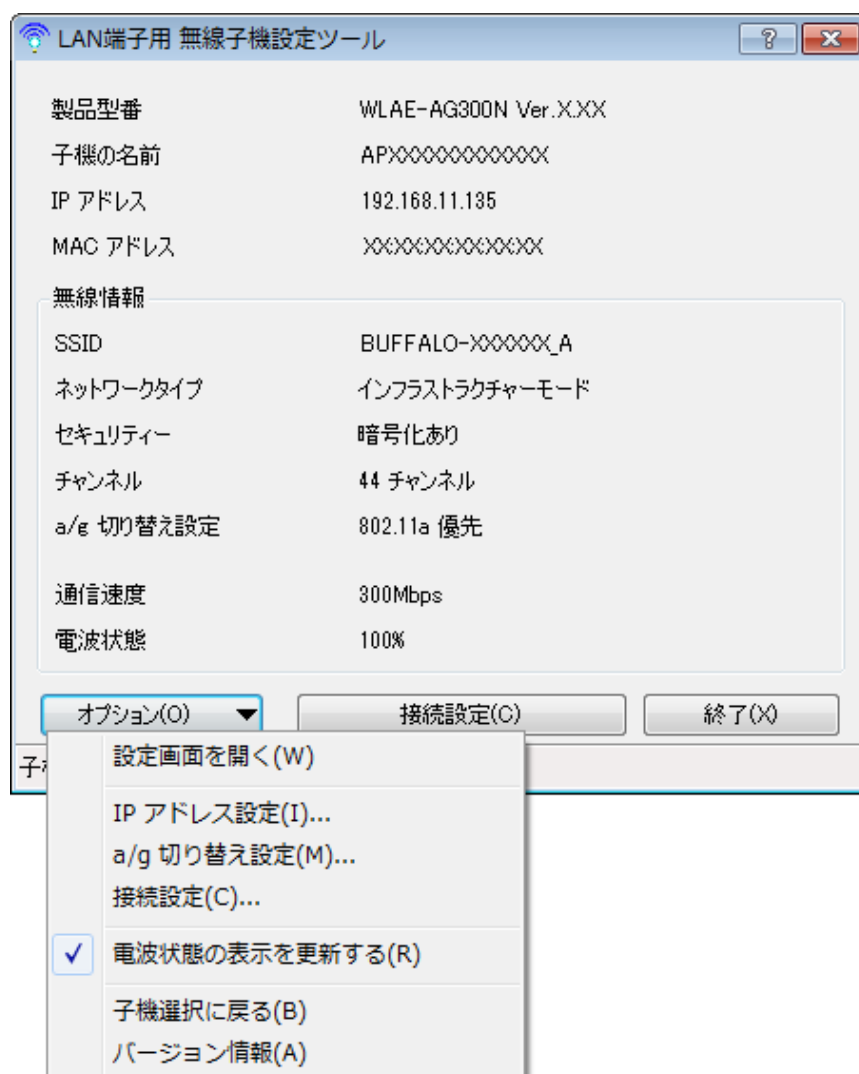 LAN端子用 無線子機設定ツール
製品型番 WLAE-AG300N Ver.X.XX
子機の名前 APXXXXXXXXXXXX
IP アドレス 192.168.11.135
MAC アドレス XX:XX:XX:XX:XX:XX
無線情報
SSID BUFFALO-XXXXXX_A
ネットワークタイプ インフラストラクチャーモード
セキュリティー 暗号化あり
チャンネル 44 チャンネル
a/g 切り替え設定 802.11a 優先
通信速度 300Mbps
電波状態 100%
オプション(O) 接続設定(C) 終了(X)
子
設定画面を開く(W)
IP アドレス設定(I)...
a/g 切り替え設定(M)...
接続設定(C)...
電波状態の表示を更新する(R)
子機選択に戻る(B)
バージョン情報(A)